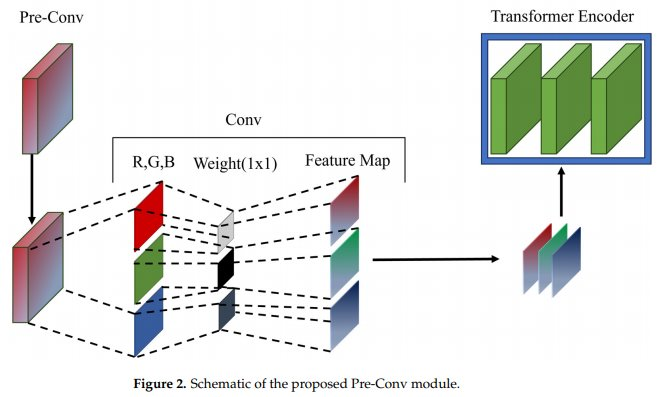 Pre-Conv
Transformer Encoder
Conv
R,G,B
Weight(1x1)
Feature Map
Figure 2. Schematic of the proposed Pre-Conv module.